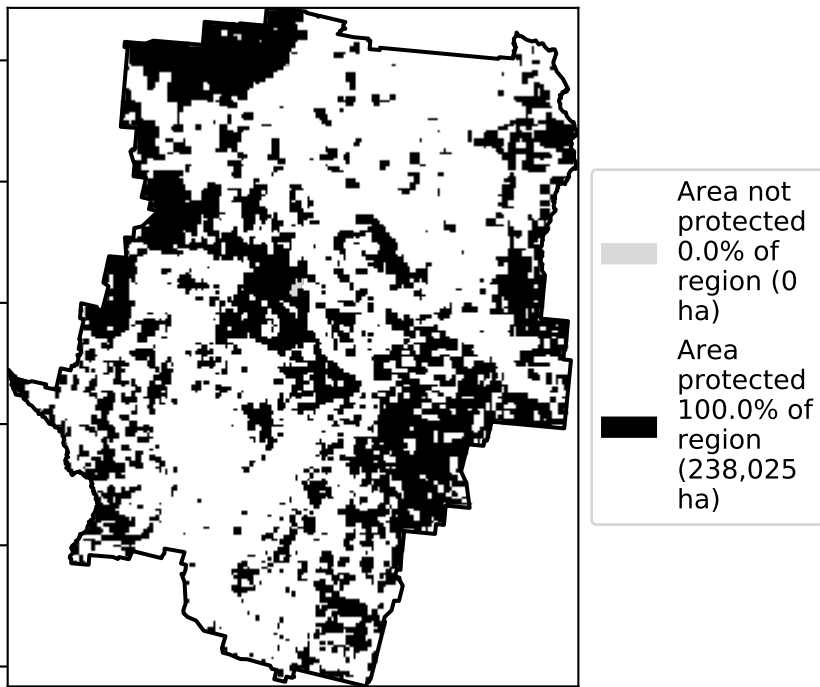 Area not
protected
0.0% of
region (0
ha)
Area
protected
100.0% of
region
(238,025
ha)